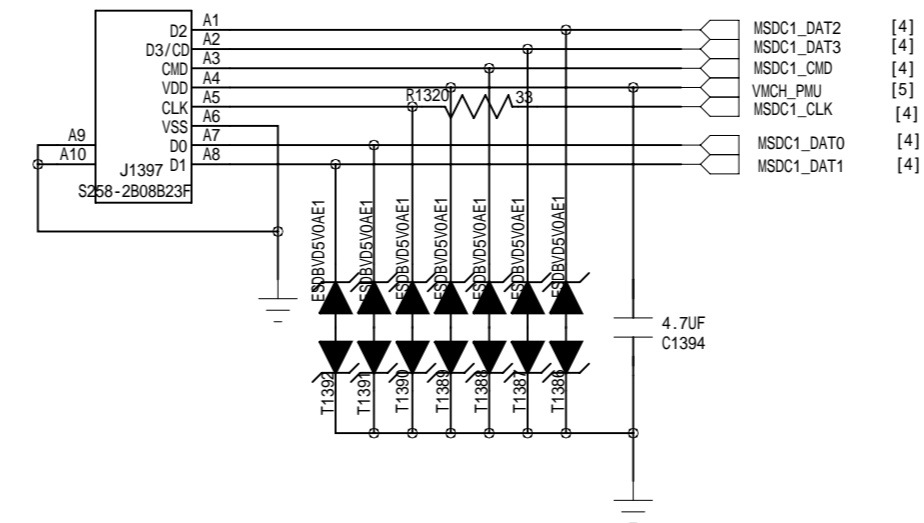 A1
D2
MSDC1_DAT2 [4]
A2
D3/CD
MSDC1_DAT3 [4]
A3
CMD
MSDC1_CMD [4]
A4
VDD
VMCH_PMU [5]
A5
CLK
R1320
33
MSDC1_CLK [4]
A6
VSS
A9
A7
D0
MSDC1_DAT0 [4]
A10
A8
D1
MSDC1_DAT1 [4]
J1397
S258-2B08B23F
ESDBVD5V0AE1
ESDBVD5V0AE1
ESDBVD5V0AE1
ESDBVD5V0AE1
ESDBVD5V0AE1
ESDBVD5V0AE1
ESDBVD5V0AE1
4.7UF
C1394
T1392
T1391
T1390
T1389
T1388
T1387
T1386